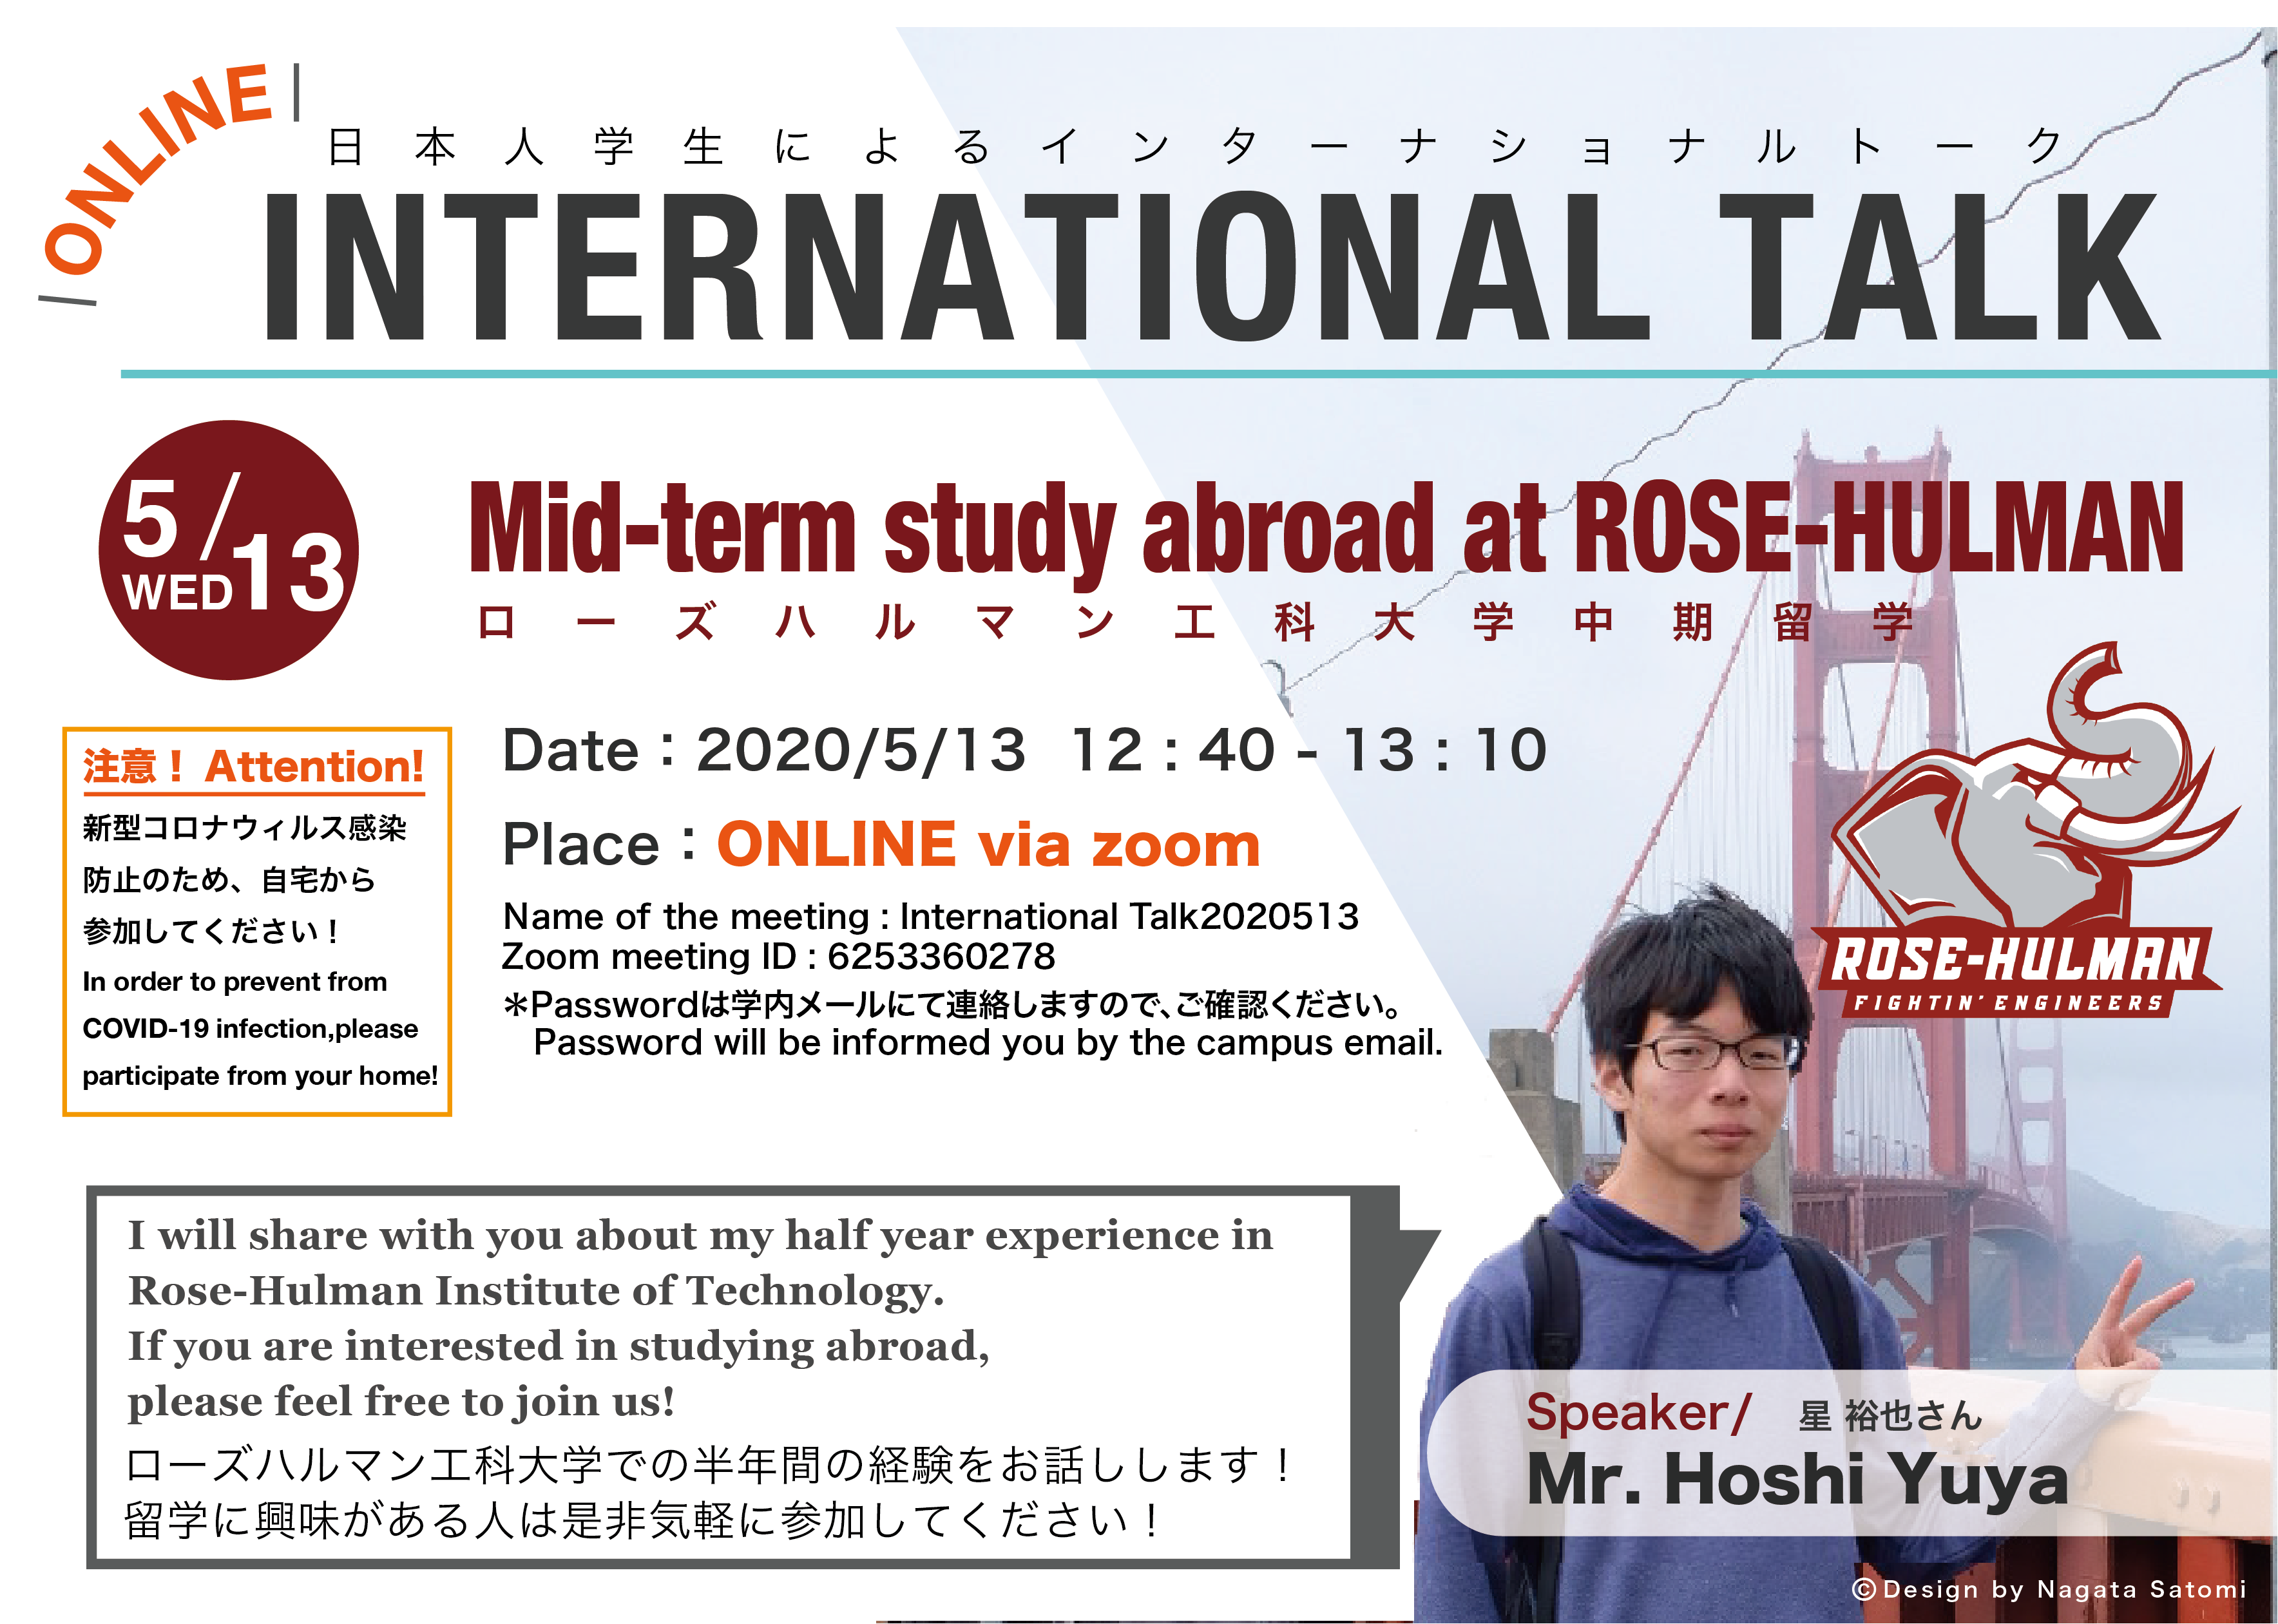 ONLINE
日本人学生によるインターナショナルトーク
INTERNATIONAL TALK
5/13
WED
Mid-term study abroad at ROSE-HULMAN
ローズハルマン工科大学中期留学
注意！ Attention!
新型コロナウィルス感染
防止のため、自宅から
参加してください！
In order to prevent from
COVID-19 infection,please
participate from your home!
Date：2020/5/13 12 : 40 - 13 : 10
Place：ONLINE via zoom
Name of the meeting : International Talk2020513
Zoom meeting ID : 6253360278
＊Passwordは学内メールにて連絡しますので、ご確認ください。
Password will be informed you by the campus email.
ROSE-HULMAN
FIGHTIN' ENGINEERS
I will share with you about my half year experience in
Rose-Hulman Institute of Technology.
If you are interested in studying abroad,
please feel free to join us!
ローズハルマン工科大学での半年間の経験をお話しします！
留学に興味がある人は是非気軽に参加してください！
Speaker/ 星 裕也さん
Mr. Hoshi Yuya
©Design by Nagata Satomi